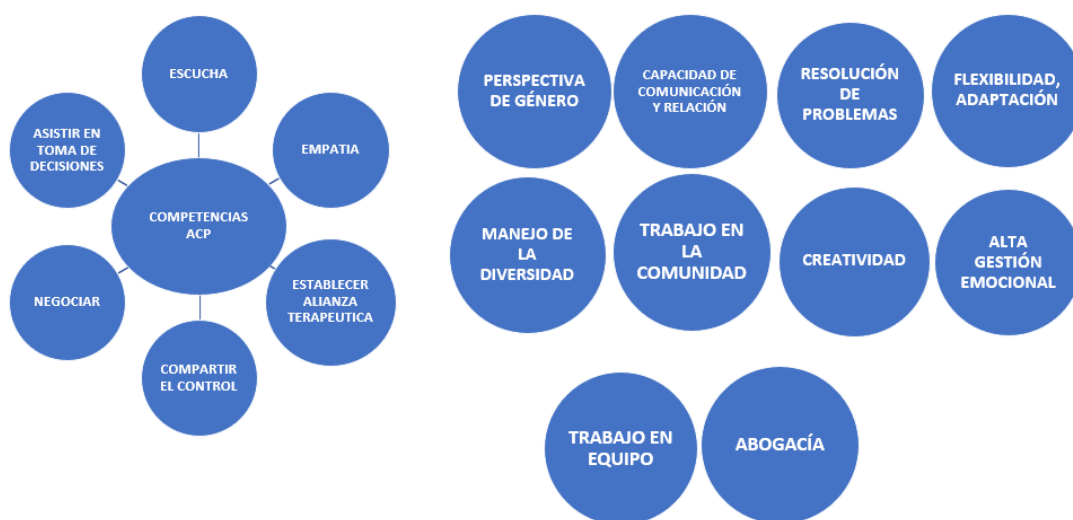 ESCUCHA
EMPATIA
ESTABLECER
ALIANZA
TERAPEUTICA
COMPARTIR
EL CONTROL
NEGOCIAR
ASISTIR EN
TOMA DE
DECISIONES
COMPETENCIAS
ACP
PERSPECTIVA
DE GÉNERO
CAPACIDAD DE
COMUNICACIÓN
Y RELACIÓN
RESOLUCIÓN
DE
PROBLEMAS
FLEXIBILIDAD,
ADAPTACIÓN
MANEJO DE
LA
DIVERSIDAD
TRABAJO EN
LA
COMUNIDAD
CREATIVIDAD
ALTA
GESTIÓN
EMOCIONAL
TRABAJO EN
EQUIPO
ABOGACÍA